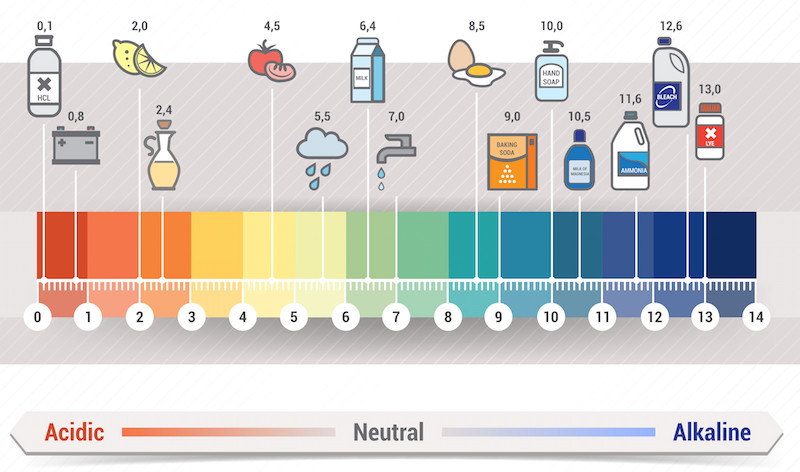 0,1
2,0
4,5
6,4
8,5
10,0
12,6
HCL
0,8
2,4
5,5
MILK
7,0
9,0
HAND
SOAP
10,5
11,6
BLEACH
13,0
LYE
BAKING
SODA
MILK OF
MAGNESIA
AMMONIA
0 1 2 3 4 5 6 7 8 9 10 11 12 13 14
Acidic Neutral Alkaline